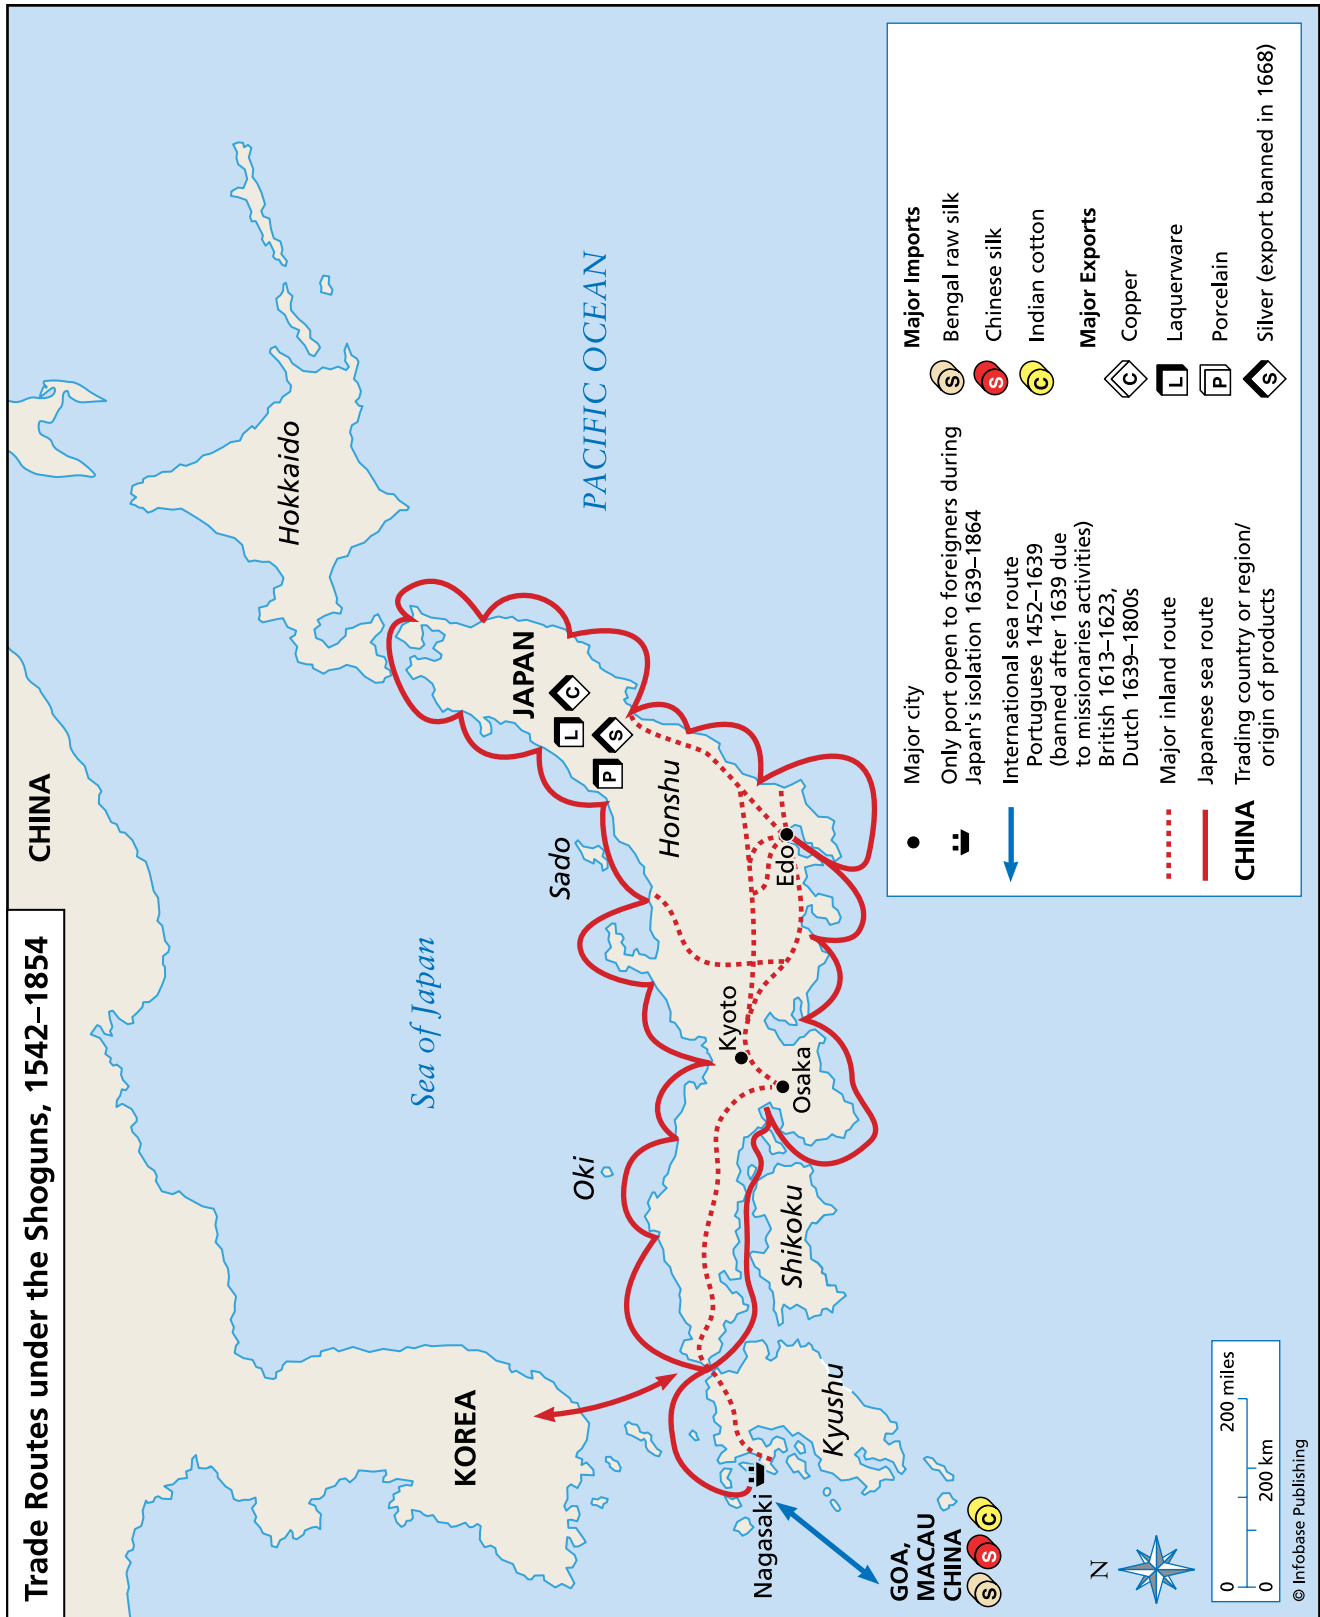 Trade Routes under the Shoguns, 1542–1854
CHINA
KOREA
Sea of Japan
Hokkaido
PACIFIC OCEAN
JAPAN
L
C
P
S
Honshu
Sado
Oki
Kyoto
Osaka
Edo
Shikoku
Kyushu
Nagasaki
GOA,
MACAU
CHINA
S
S
C
N
0
200 miles
0
200 km
© Infobase Publishing
Major city
Only port open to foreigners during
Japan's isolation 1639–1864
International sea route
Portuguese 1452–1639
(banned after 1639 due
to missionaries activities)
British 1613–1623,
Dutch 1639–1800s
Major inland route
Japanese sea route
CHINA Trading country or region/
origin of products
Major Imports
S Bengal raw silk
S Chinese silk
C Indian cotton
Major Exports
C Copper
L Laquerware
P Porcelain
S Silver (export banned in 1668)